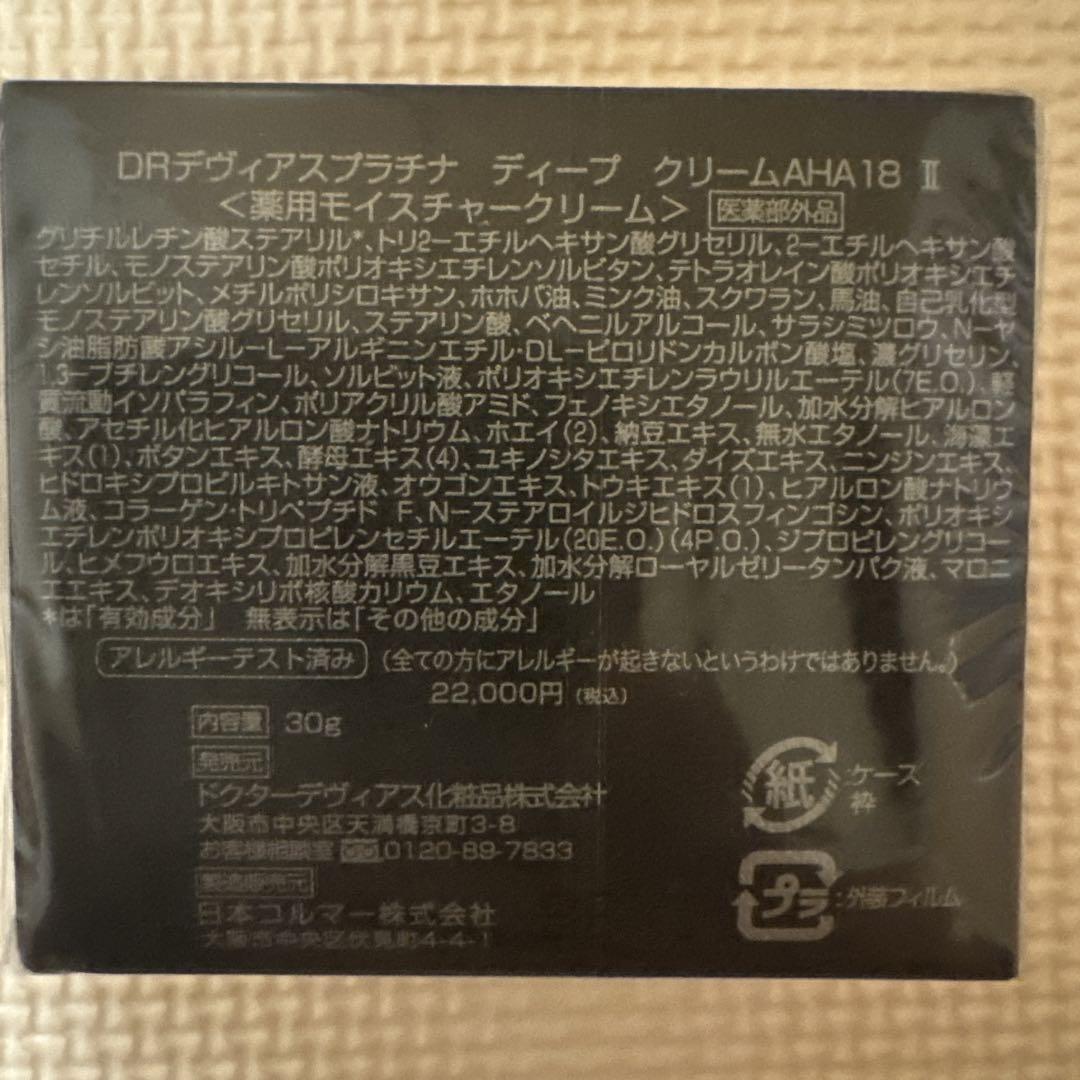 DRデヴィアスプラチナ ディープ クリームAHA18 Ⅱ
<薬用モイスチャークリーム> 医薬部外品
グリチルレチン酸ステアリル*、トリ2-エチルヘキサン酸グリセリル、2-エチルヘキサン酸
セチル、モノステアリン酸ポリオキシエチレンソルビタン、テトラオレイン酸ポリオキシエチ
レンソルビット、メチルポリシロキサン、ホホバ油、ミンク油、スクワラン、馬油、自己乳化型
モノステアリン酸グリセリル、ステアリン酸、ベヘニルアルコール、サラシミツロウ、N-ヤ
シ油脂肪酸アシル-L-アルギニンエチル・DL-ピロリドンカルボン酸塩、濃グリセリン、
1,3-ブチレングリコール、ソルビット液、ポリオキシエチレンラウリルエーテル(7E.O.)、軽
質流動イソパラフィン、ポリアクリル酸アミド、フェノキシエタノール、加水分解ヒアルロン
酸、アセチル化ヒアルロン酸ナトリウム、ホエイ(2)、納豆エキス、無水エタノール、海藻エ
キス(1)、ボタンエキス、酵母エキス(4)、ユキノシタエキス、ダイズエキス、ニンジンエキス、
ヒドロキシプロピルキトサン液、オウゴンエキス、トウキエキス(1)、ヒアルロン酸ナトリウ
ム液、コラーゲン・トリペプチド F、N-ステアロイルジヒドロスフィンゴシン、ポリオキシ
エチレンポリオキシプロピレンセチルエーテル(20E.O.)(4P.O.)、ジプロピレングリコー
ル、ヒメフウロエキス、加水分解黒豆エキス、加水分解ローヤルゼリータンパク液、マロニ
エエキス、デオキシリボ核酸カリウム、エタノール
*は「有効成分」 無表示は「その他の成分」
アレルギーテスト済み (全ての方にアレルギーが起きないというわけではありません。)
22,000円(税込)
内容量 30g
発売元
ドクターデヴィアス化粧品株式会社
大阪市中央区天満橋京町3-8
お客様相談室 0120-89-7833
製造販売元
日本コルマー株式会社
大阪市中央区伏見町4-4-1
紙 :ケース
枠
プラ :外装フィルム